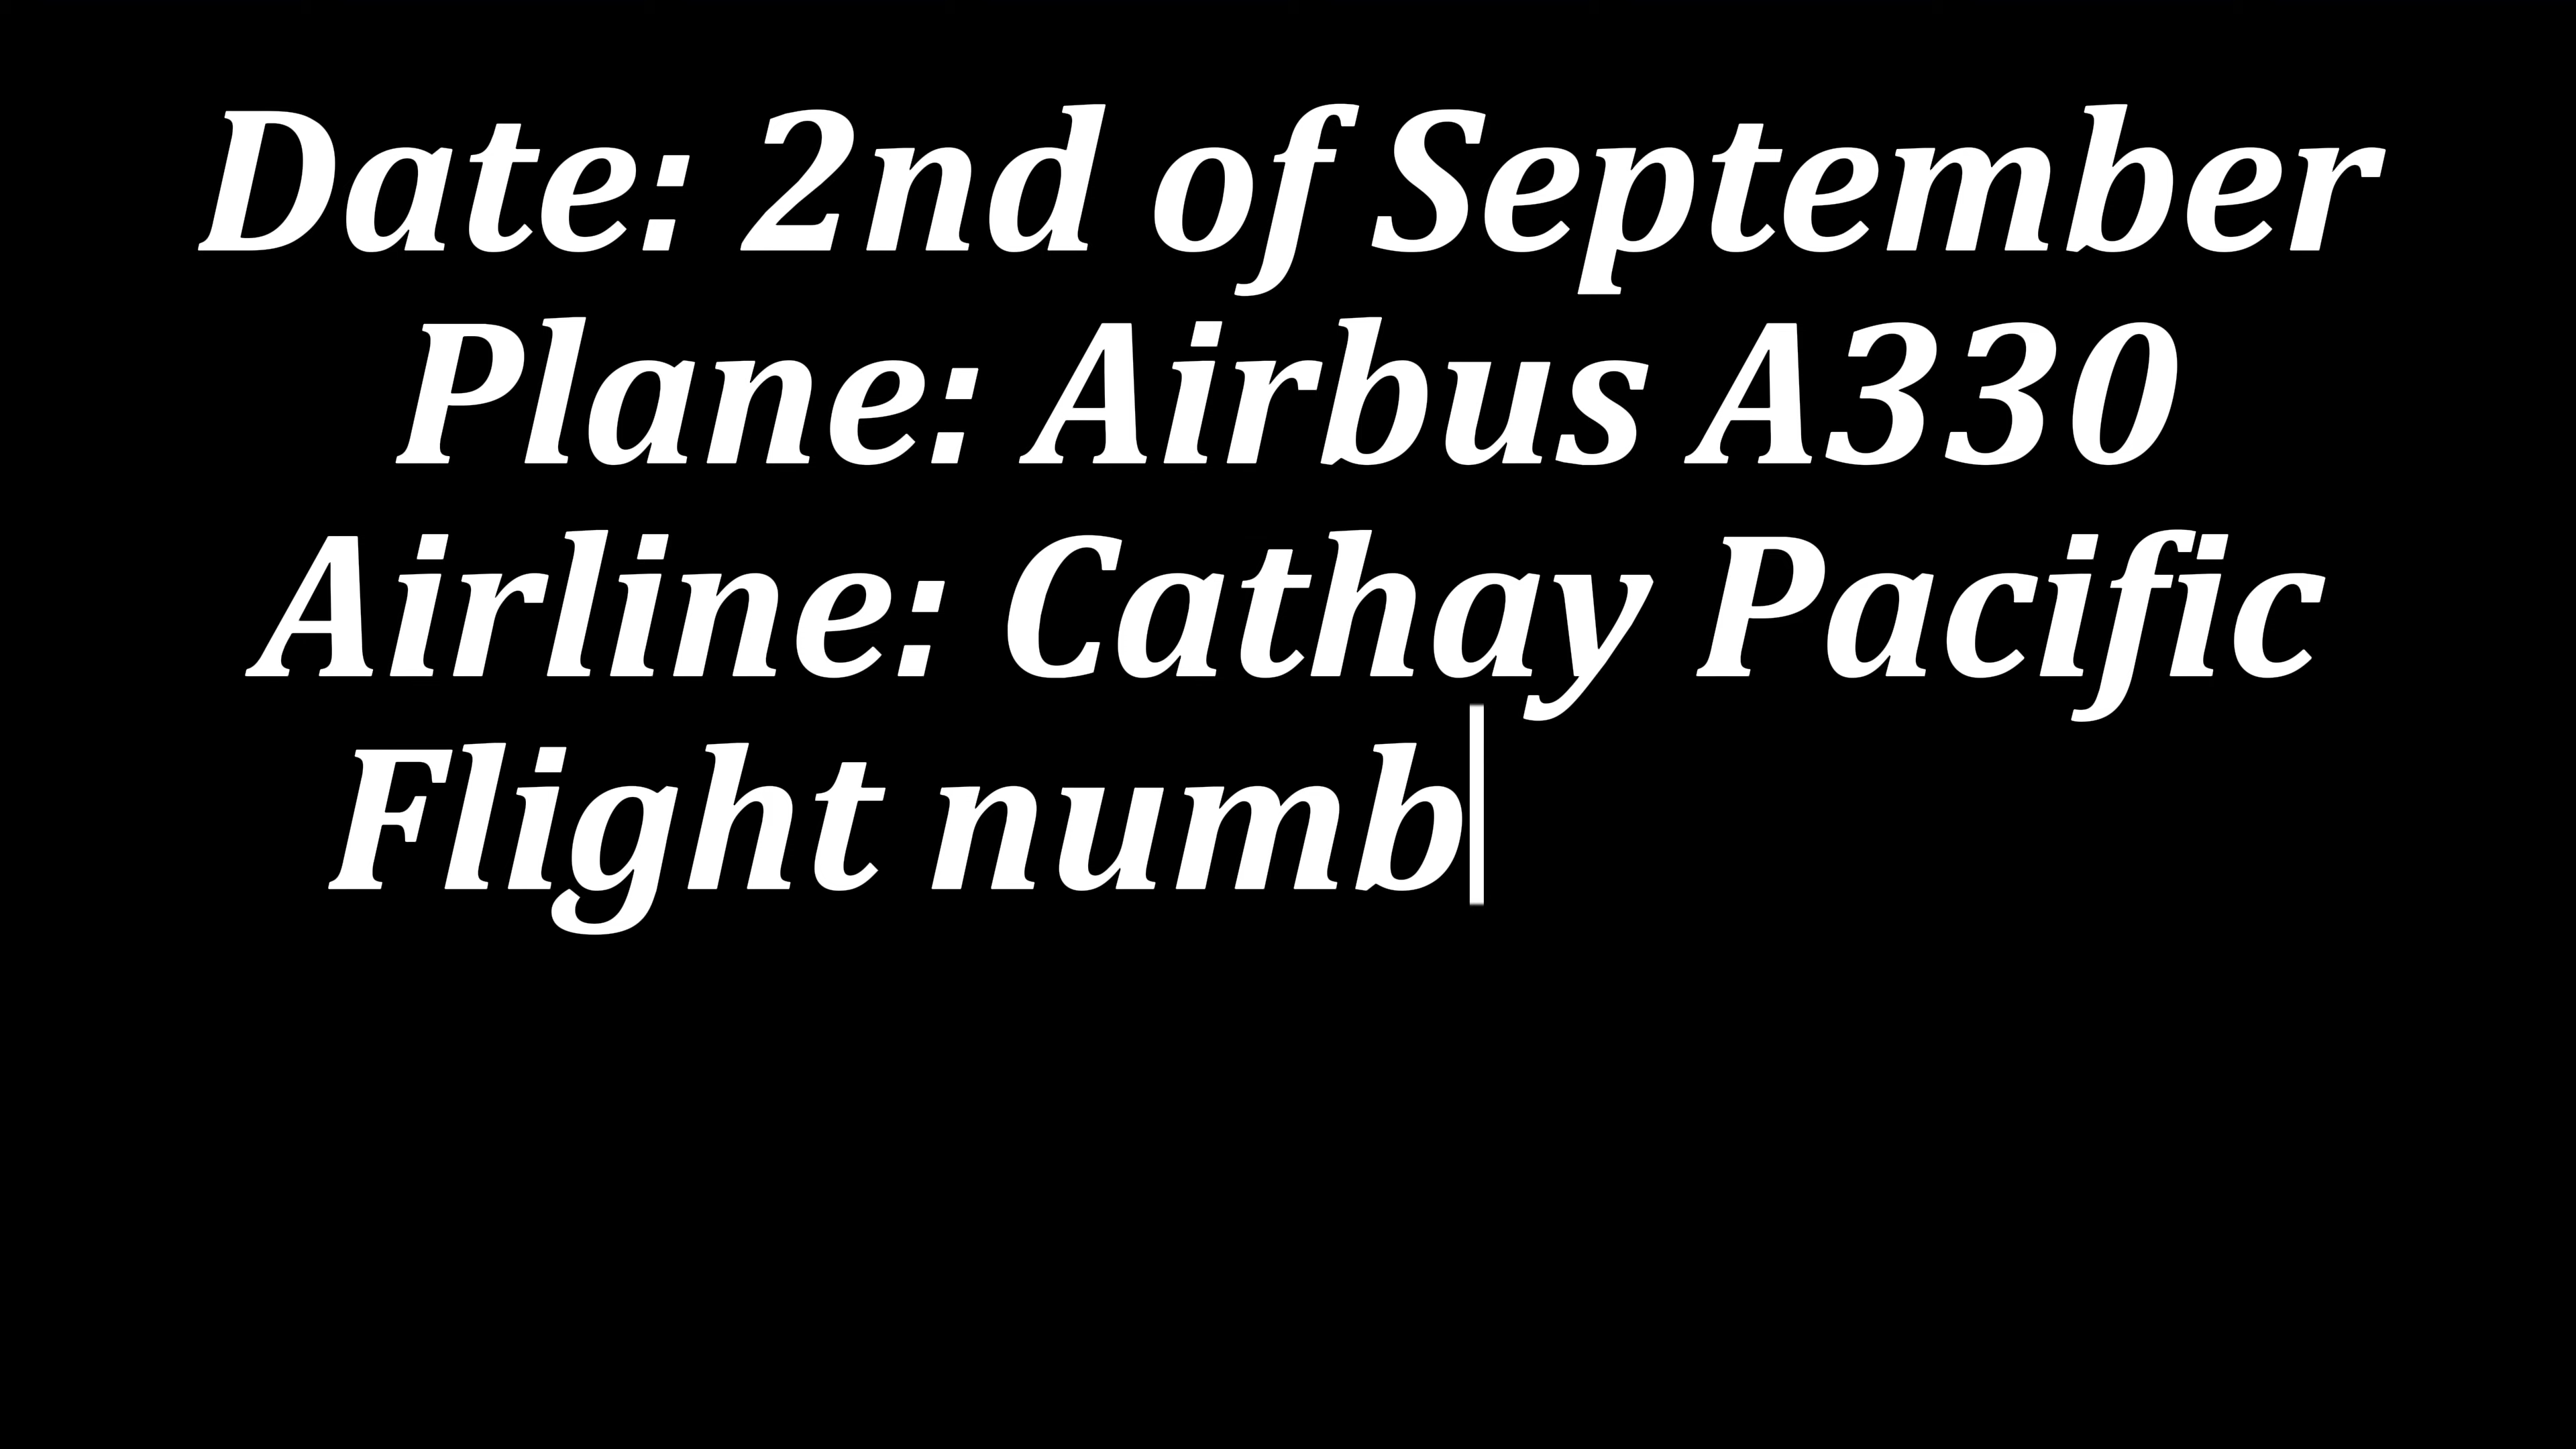 Date: 2nd of September
Plane: Airbus A330
Airline: Cathay Pacific
Flight numb